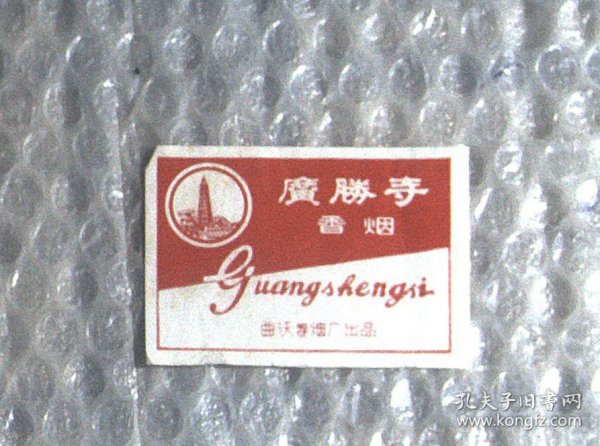 廣勝寺
香烟
Guangshengsi
曲沃卷烟厂出品
孔夫子旧书网
www.kongfz.com